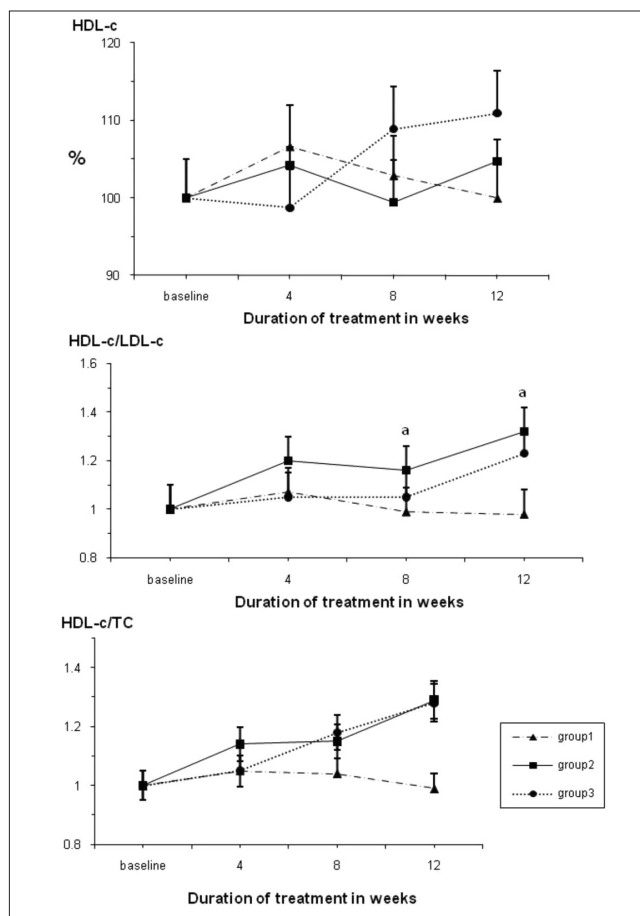 HDL-c
120
110
%
100
90
baseline 4 8 12
Duration of treatment in weeks
HDL-c/LDL-c
1.6
1.4
a
a
1.2
1
0.8
baseline 4 8 12
Duration of treatment in weeks
HDL-c/TC
1.4
1.2
1
0.8
baseline 4 8 12
Duration of treatment in weeks
group1
group2
group3